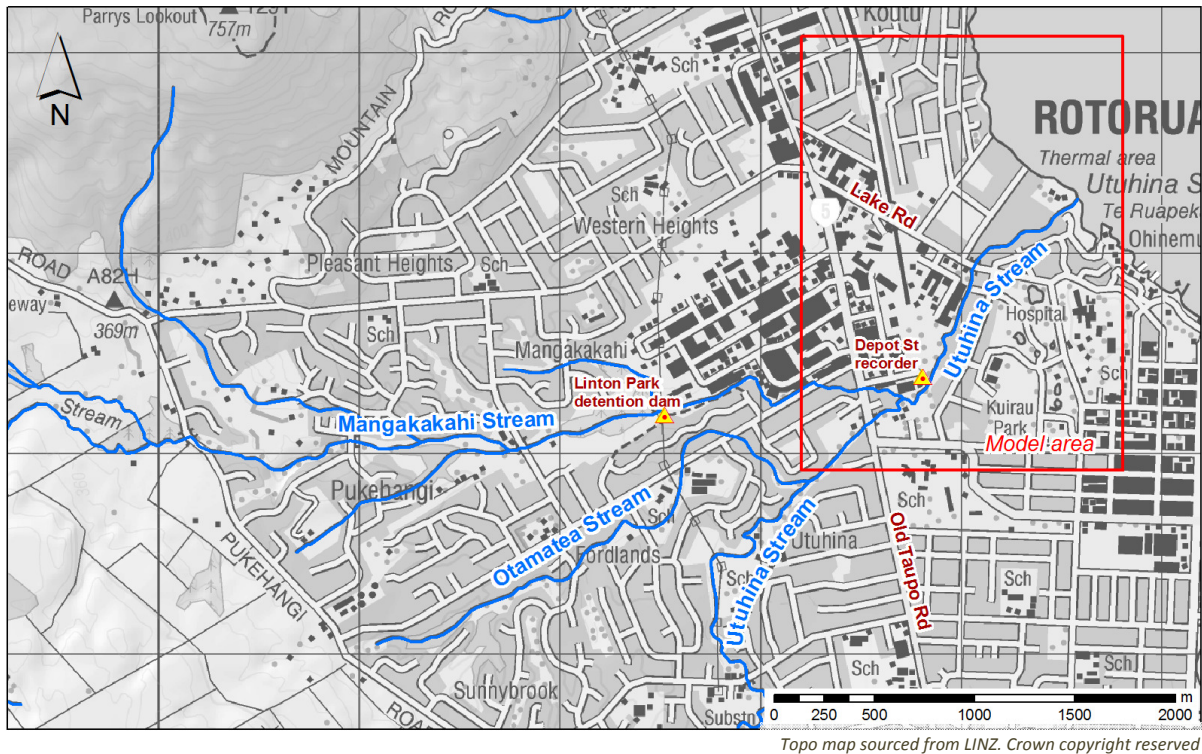 Parrys Lookout
757m
Koutu
Sch
N
MOUNTAIN
ROTORUA
Thermal area
Utuhina S
Te Ruapek
Ohinemu
Sch
Lake Rd
5
Western Heights
ROAD
A82H
Pleasant Heights
Sch
eway
369m
Sch
Hospital
Utuhina Stream
Mangakakahi
Depot St
recorder
Sch
Linton Park
detention dam
Stream
Mangakakahi Stream
Kuirau
Park
Model area
Pukehangi
Sch
Otamatea Stream
Sch
Utuhina Stream
Utuhina
Old Taupo Rd
PUKEHANGI
Fordlands
Sch
Sch
Sch
Sch
Sunnybrook
Substn
ROA
0 250 500 1000 1500 2000 m
Topo map sourced from LINZ. Crown copyright reserved